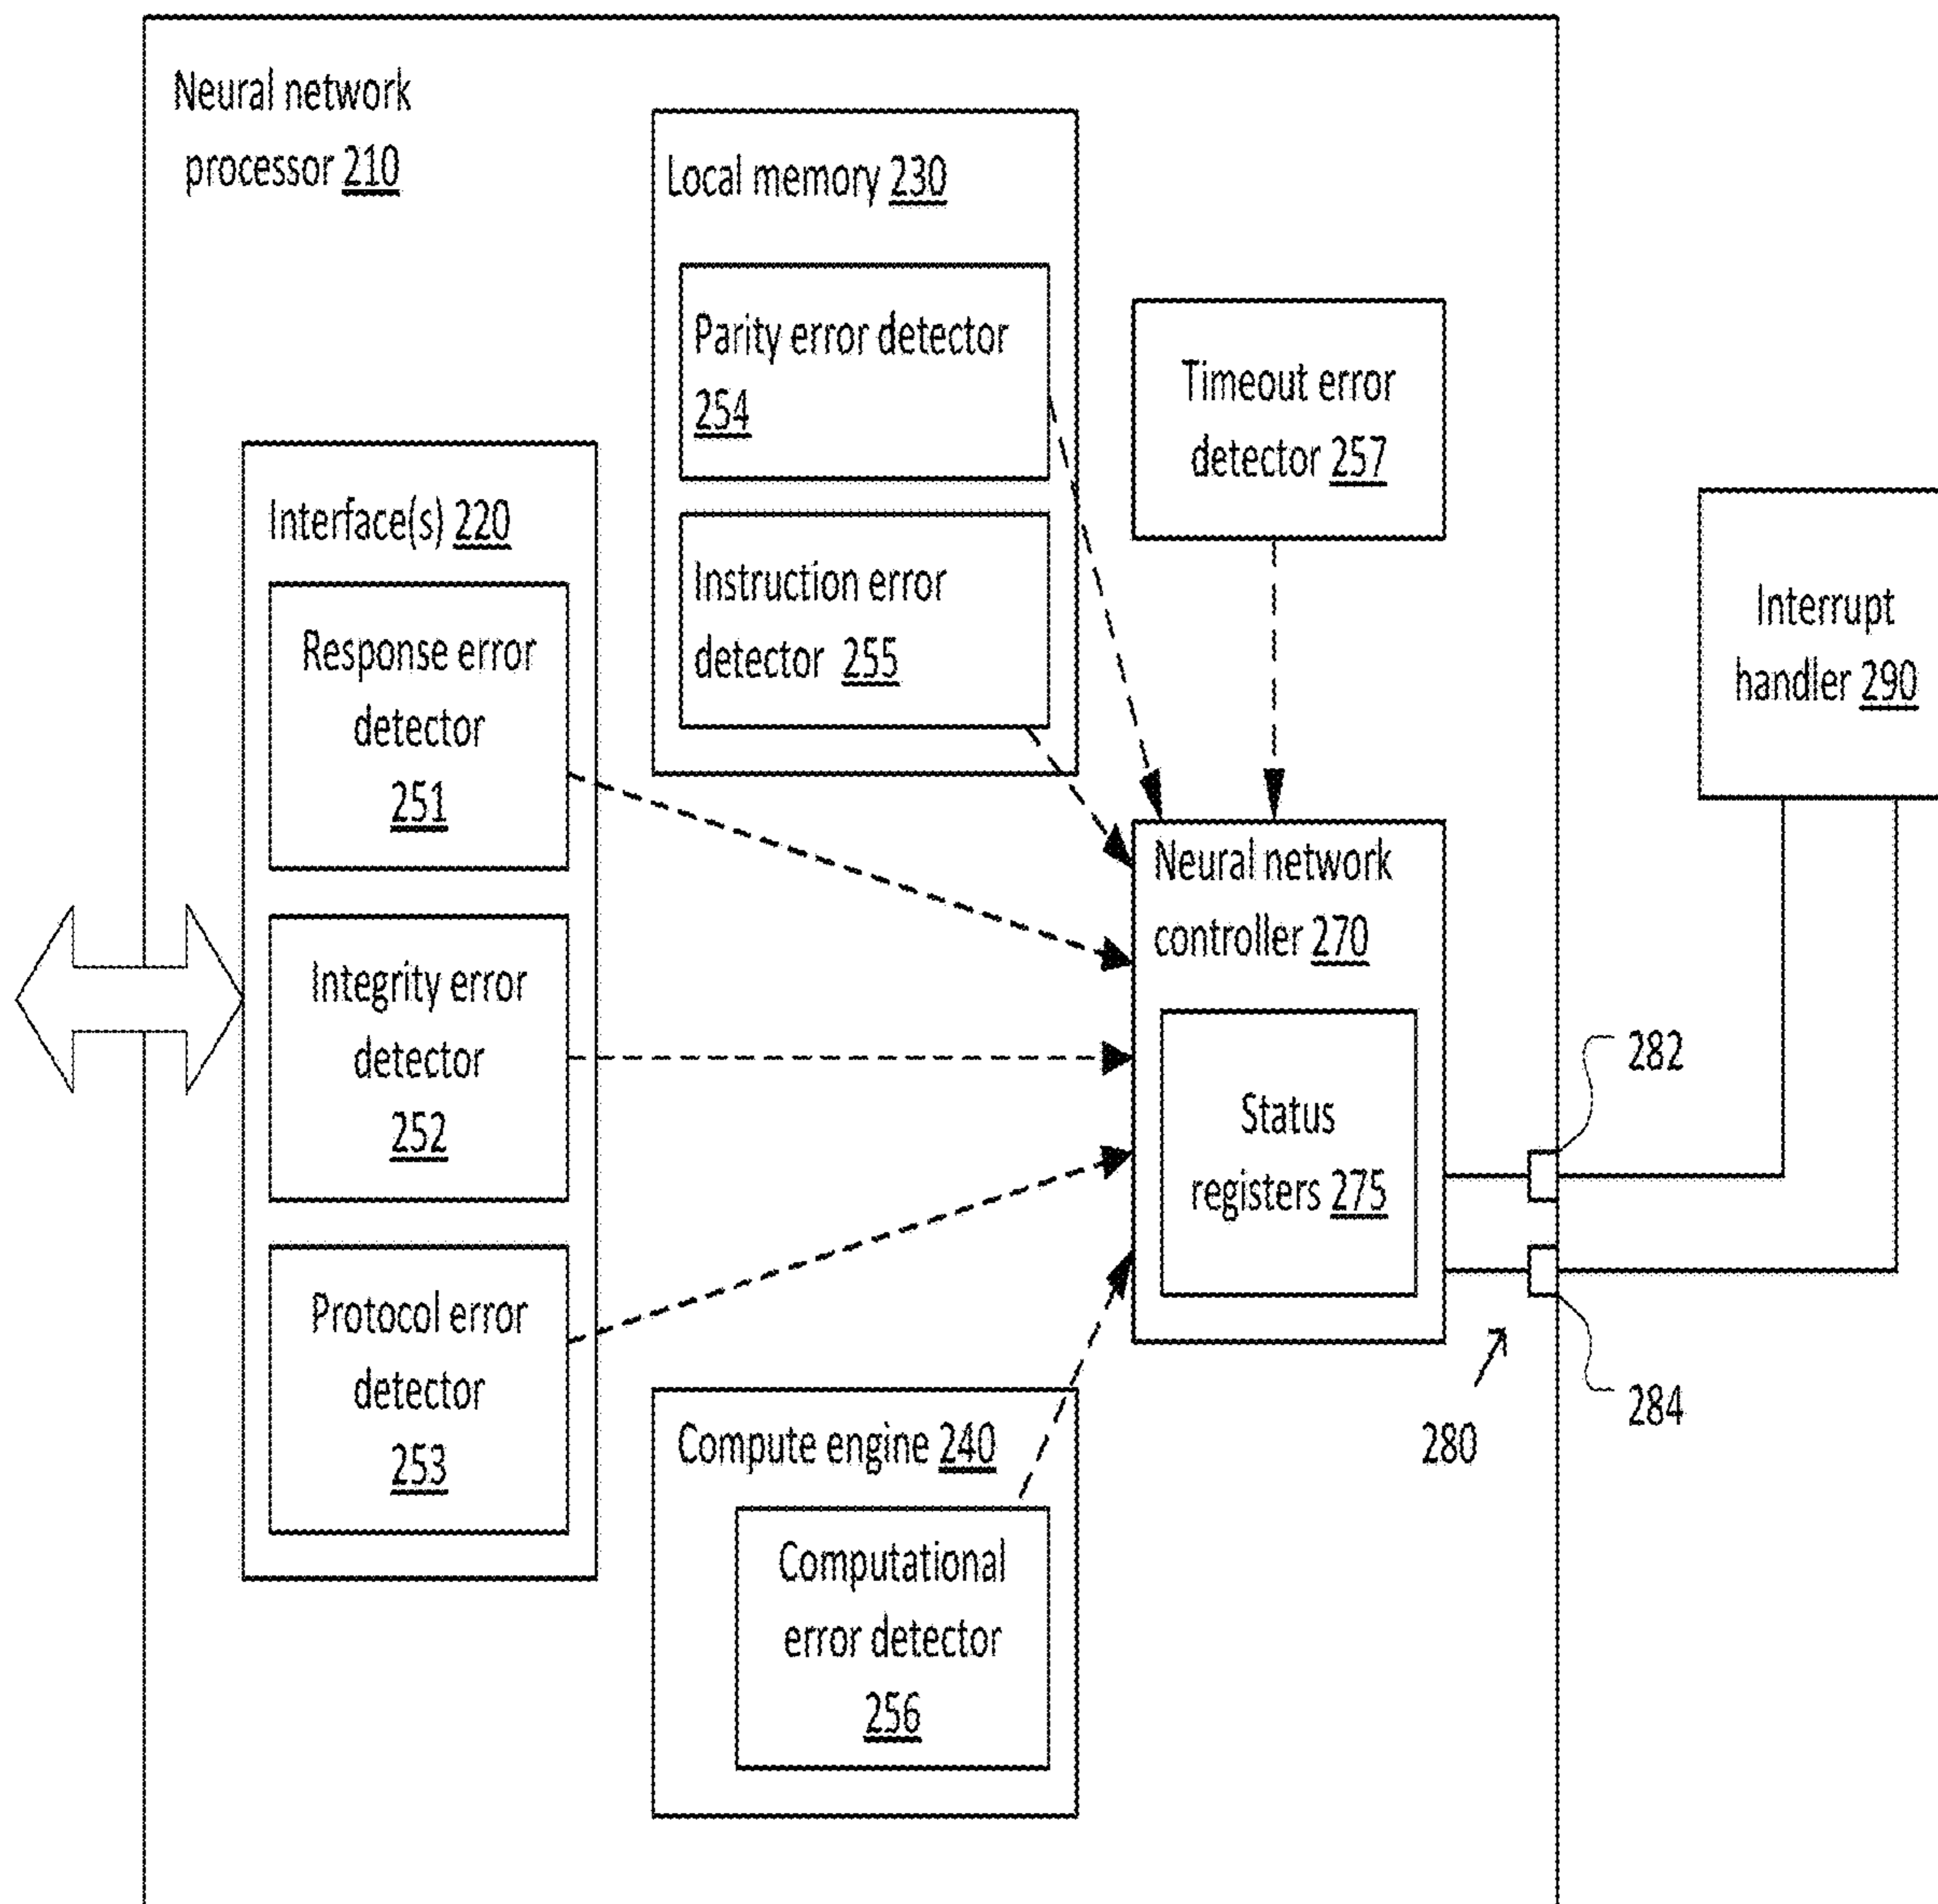 Neural network
processor 210
Local memory 230
Parity error detector
254
Instruction error
detector 255
Timeout error
detector 257
Interface(s) 220
Response error
detector
251
Integrity error
detector
252
Protocol error
detector
253
Interrupt
handler 290
Neural network
controller 270
Status
registers 275
282
284
280
Compute engine 240
Computational
error detector
256